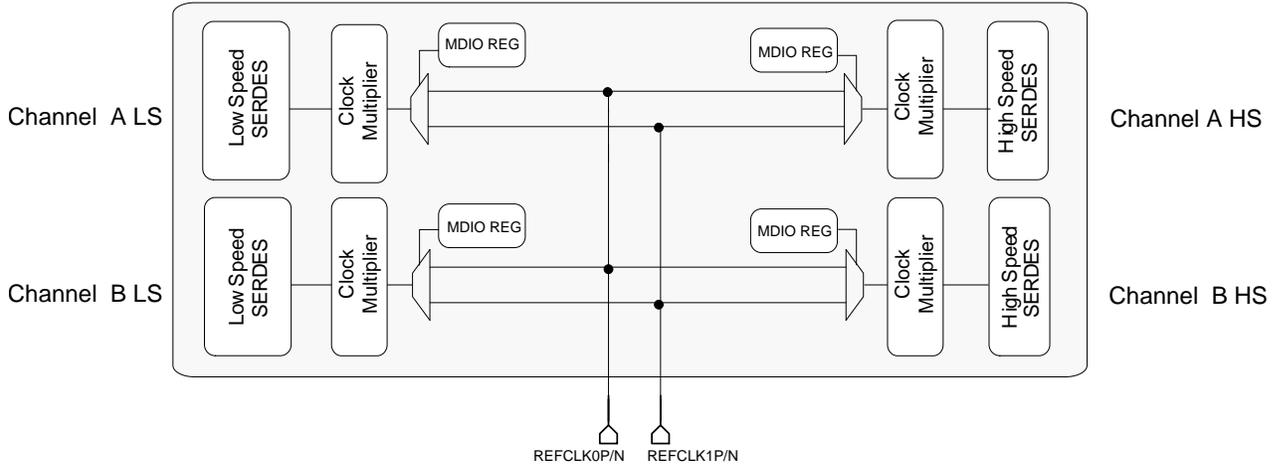 MDIO REG
MDIO REG
Channel A LS
Low Speed
SERDES
Clock
Multiplier
Clock
Multiplier
High Speed
SERDES
Channel A HS
MDIO REG
MDIO REG
Channel B LS
Low Speed
SERDES
Clock
Multiplier
Clock
Multiplier
High Speed
SERDES
Channel B HS
REFCLK0P/N
REFCLK1P/N